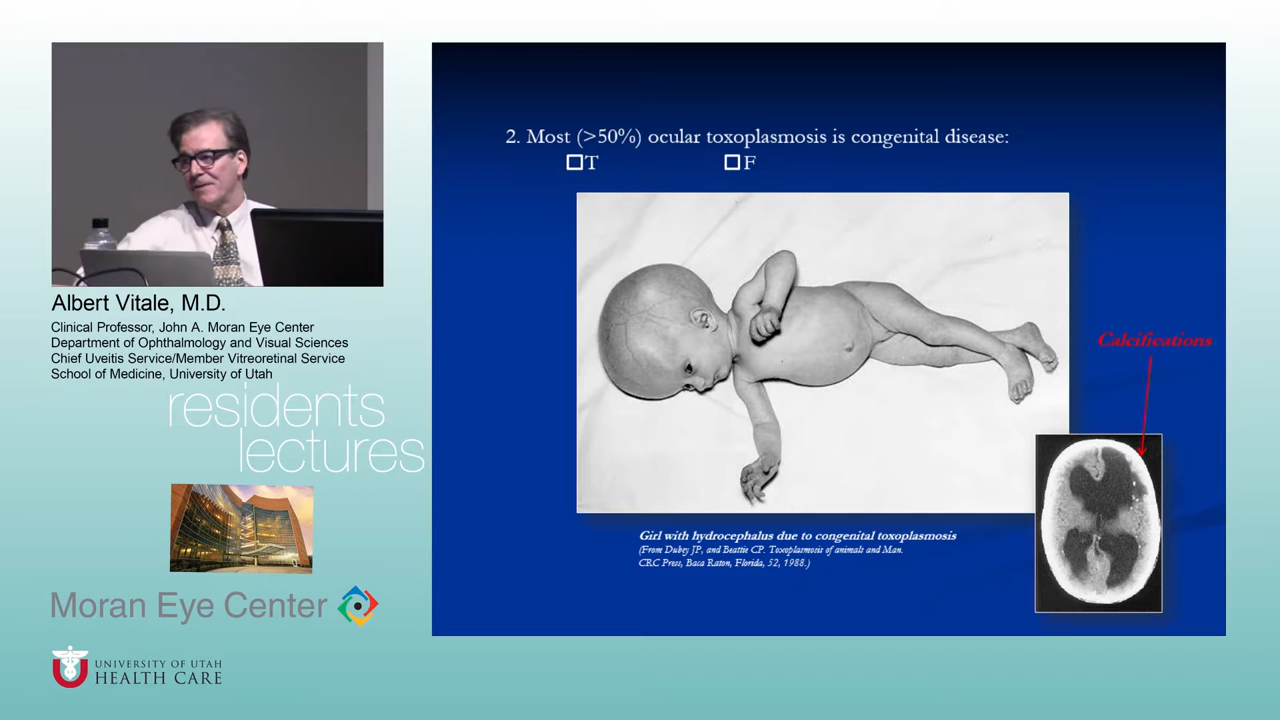 2. Most (>50%) ocular toxoplasmosis is congenital disease:
T F
Calcifications
Girl with hydrocephalus due to congenital toxoplasmosis
(From Dubey JP, and Beattie CP. Toxoplasmosis of animals and Man.
CRC Press, Baca Raton, Florida, 52, 1988.)
Albert Vitale, M.D.
Clinical Professor, John A. Moran Eye Center
Department of Ophthalmology and Visual Sciences
Chief Uveitis Service/Member Vitreoretinal Service
School of Medicine, University of Utah
residents
lectures
Moran Eye Center
UNIVERSITY OF UTAH
HEALTH CARE